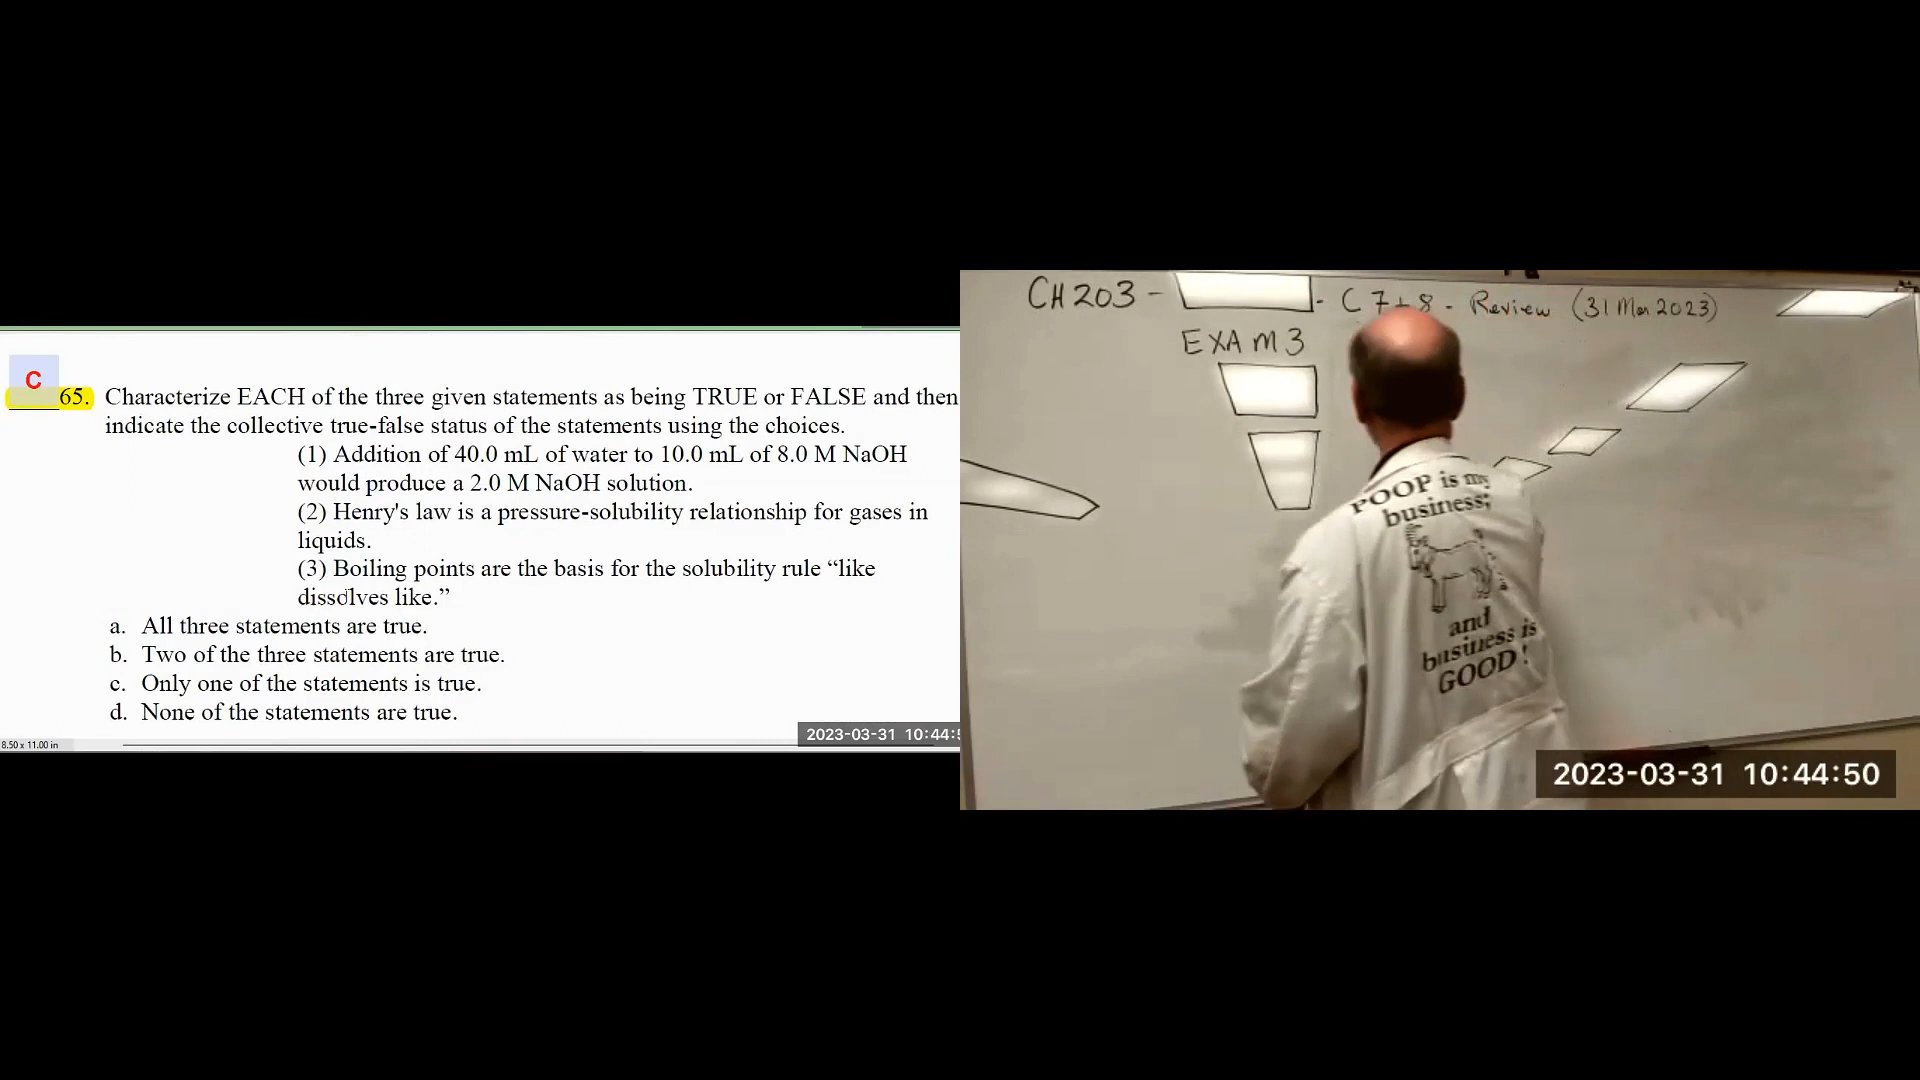 C
65. Characterize EACH of the three given statements as being TRUE or FALSE and then
indicate the collective true-false status of the statements using the choices.
(1) Addition of 40.0 mL of water to 10.0 mL of 8.0 M NaOH
would produce a 2.0 M NaOH solution.
(2) Henry's law is a pressure-solubility relationship for gases in
liquids.
(3) Boiling points are the basis for the solubility rule “like
dissolves like.”
a. All three statements are true.
b. Two of the three statements are true.
c. Only one of the statements is true.
d. None of the statements are true.
2023-03-31 10:44:5
8.50 x 11.00 in
CH203 - - C 7+8 - Review (31 Mar 2023)
EXAM 3
POOP is my
business;
and
business is
GOOD!
2023-03-31 10:44:50